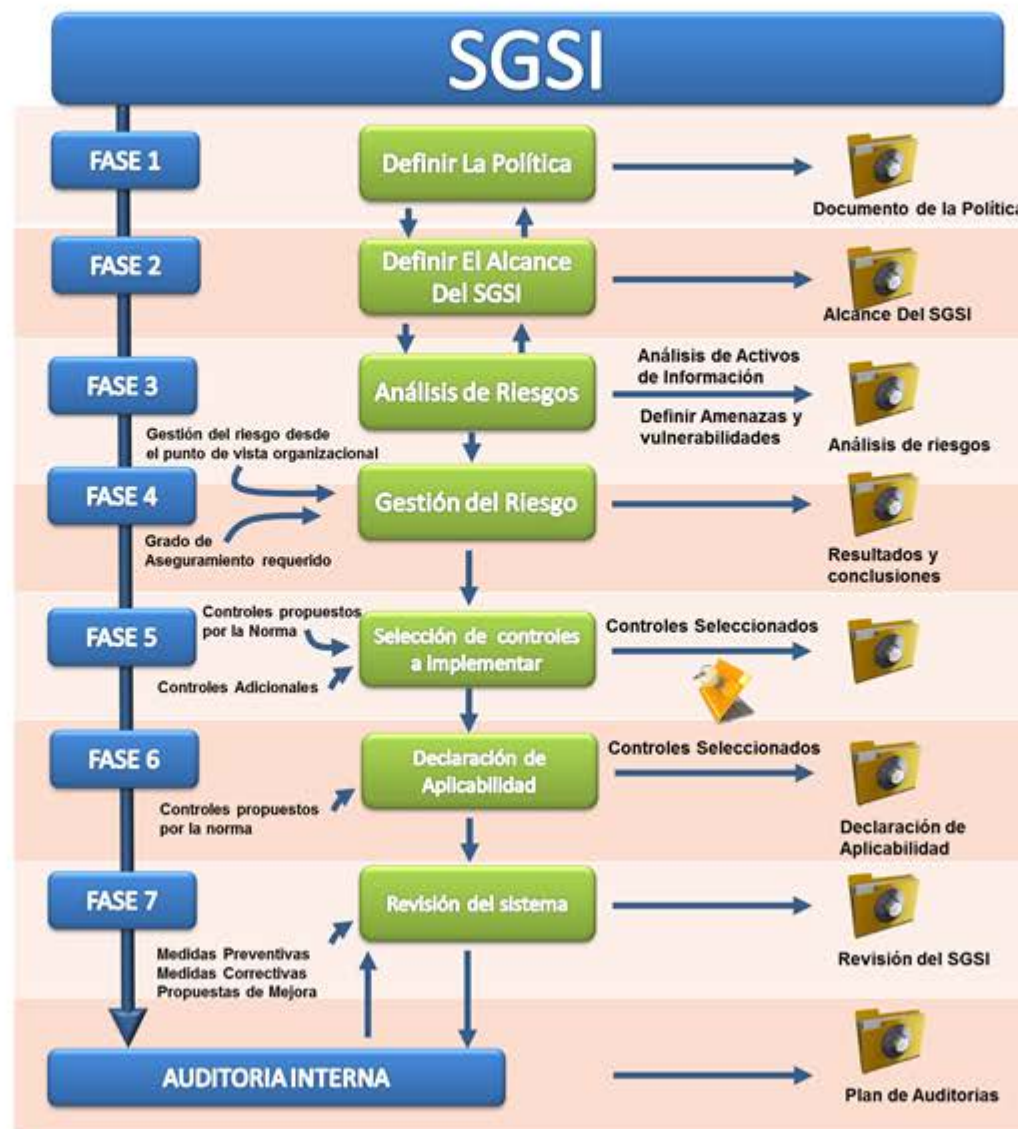 SGSI
FASE 1
Definir La Política
Documento de la Política
FASE 2
Definir El Alcance
Del SGSI
Alcance Del SGSI
FASE 3
Análisis de Riesgos
Análisis de Activos
de Información
Definir Amenazas y
vulnerabilidades
Análisis de riesgos
Gestión del riesgo desde
el punto de vista organizacional
FASE 4
Gestión del Riesgo
Grado de
Aseguramiento requerido
Resultados y
conclusiones
FASE 5
Controles propuestos
por la Norma
Controles Adicionales
Selección de controles
a Implementar
Controles Seleccionados
FASE 6
Declaración de
Aplicabilidad
Controles Seleccionados
Controles propuestos
por la norma
Declaración de
Aplicabilidad
FASE 7
Revisión del sistema
Medidas Preventivas
Medidas Correctivas
Propuestas de Mejora
Revisión del SGSI
AUDITORIA INTERNA
Plan de Auditorias